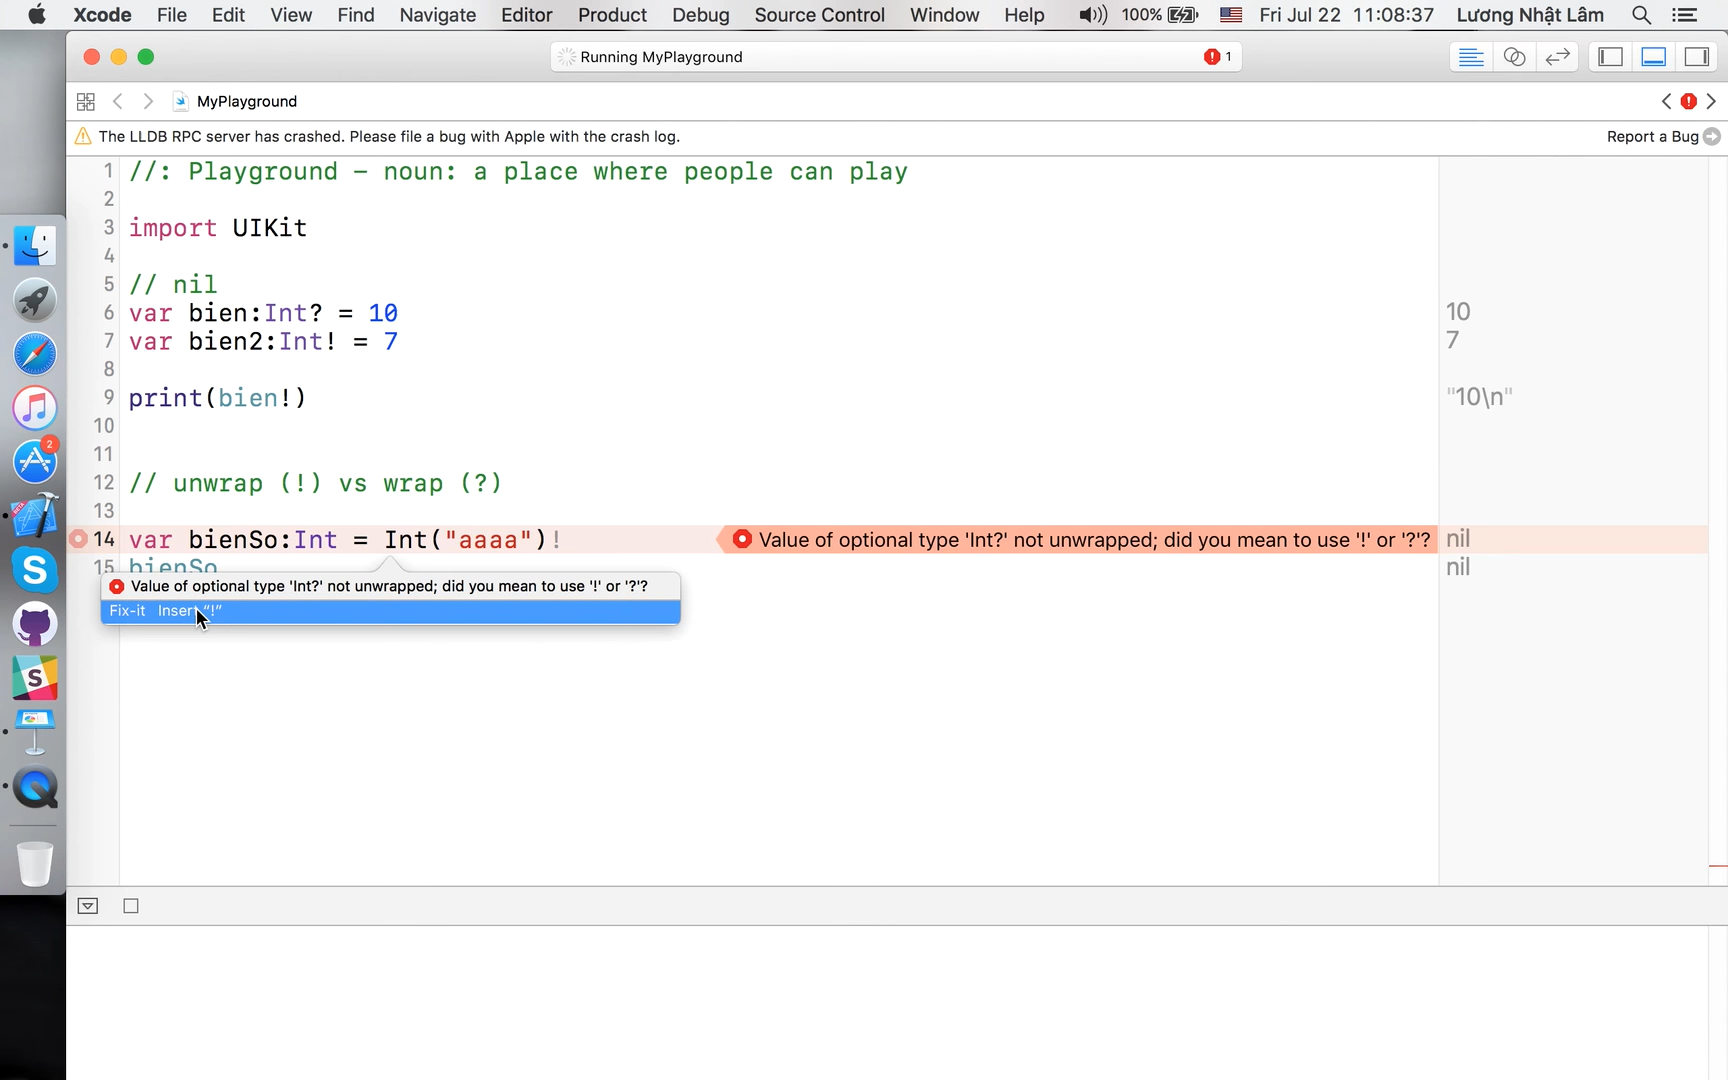 Xcode File Edit View Find Navigate Editor Product Debug Source Control Window Help 100% Fri Jul 22 11:08:37 Lương Nhật Lâm
Running MyPlayground 1
MyPlayground
The LLDB RPC server has crashed. Please file a bug with Apple with the crash log. Report a Bug
1 //: Playground - noun: a place where people can play
2
3 import UIKit
4
5 // nil
6 var bien:Int? = 10 10
7 var bien2:Int! = 7 7
8
9 print(bien!) "10\n"
10
11
12 // unwrap (!) vs wrap (?)
13
14 var bienSo:Int = Int("aaaa")! Value of optional type 'Int?' not unwrapped; did you mean to use '!' or '?'? nil
15 bienSo nil
Value of optional type 'Int?' not unwrapped; did you mean to use '!' or '?'?
Fix-it Insert “!”
2
BETA
S
S